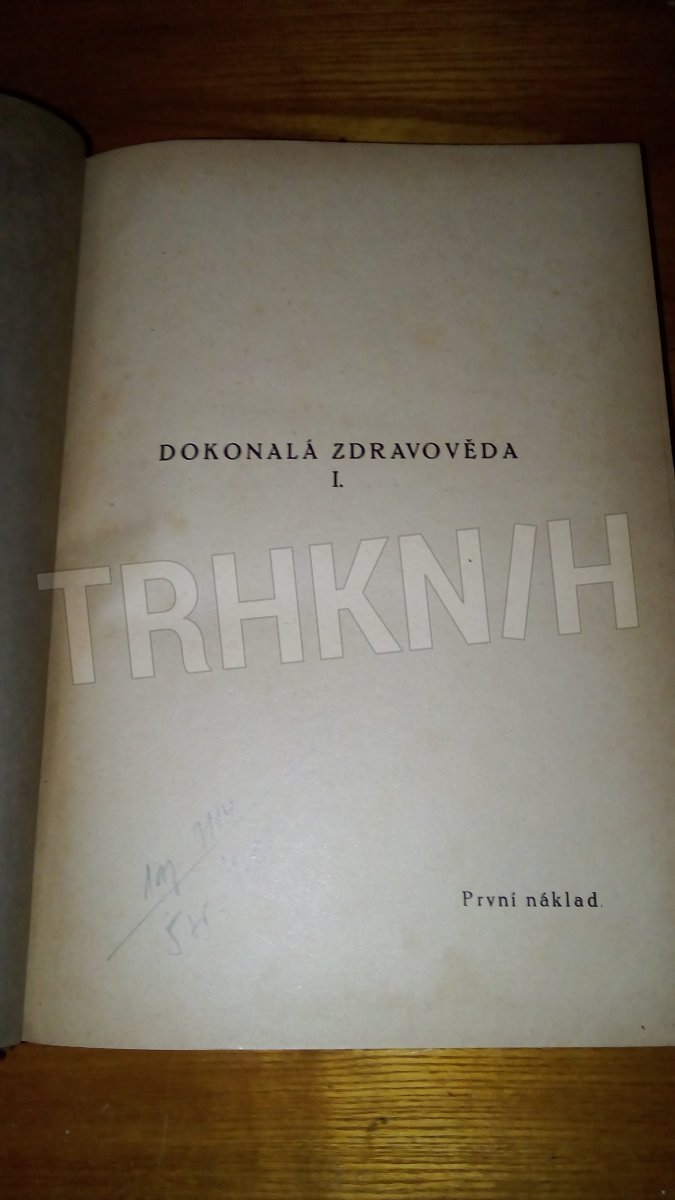 DOKONALÁ ZDRAVOVĚDA
I.
TRHKNIH
První náklad.